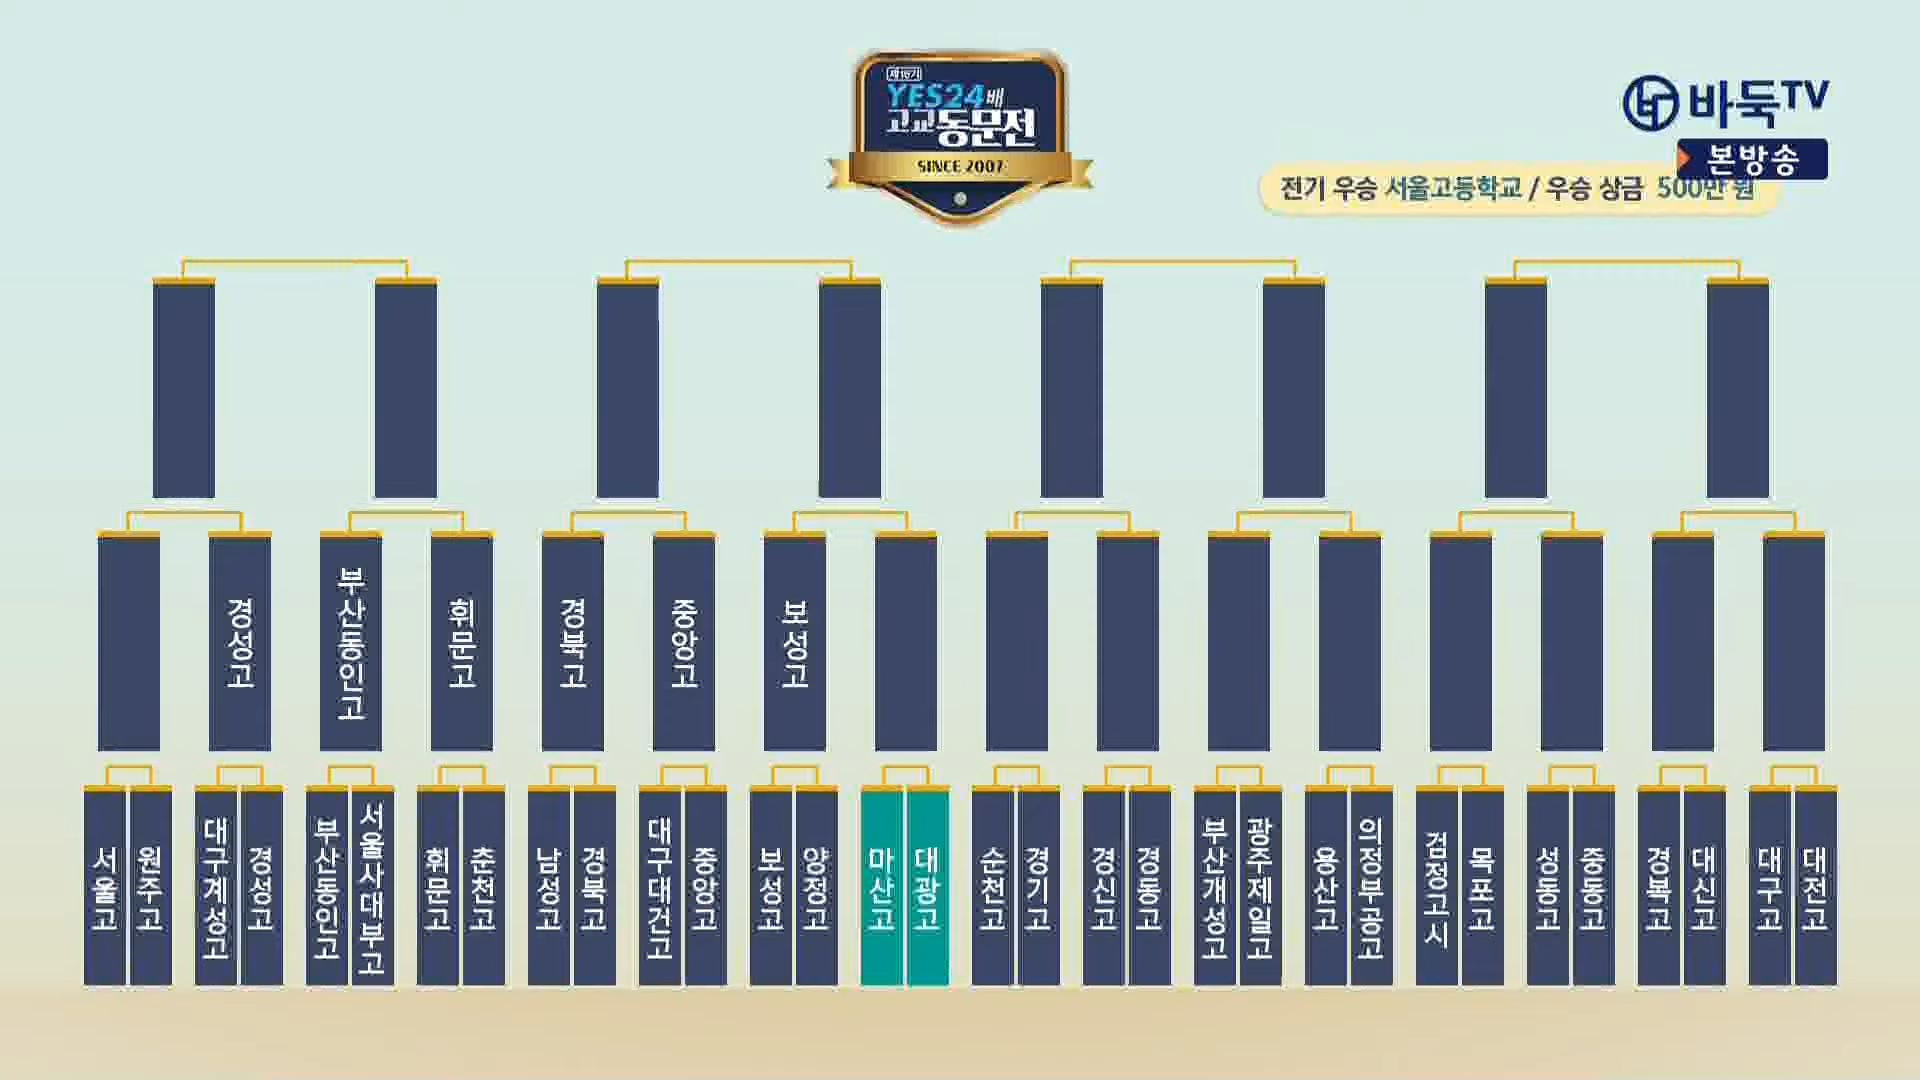 제16기
YES24배
고교동문전
SINCE 2007
바둑TV
본방송
전기 우승 서울고등학교 / 우승 상금 500만 원
경성고
부산동인고
휘문고
경북고
중앙고
보성고
서울고
원주고
대구계성고
경성고
부산동인고
서울사대부고
휘문고
춘천고
남성고
경북고
대구대건고
중앙고
보성고
양정고
마산고
대광고
순천고
경기고
경신고
경동고
부산개성고
광주제일고
용산고
의정부공고
검정고시
목포고
성동고
중동고
경복고
대신고
대구고
대전고